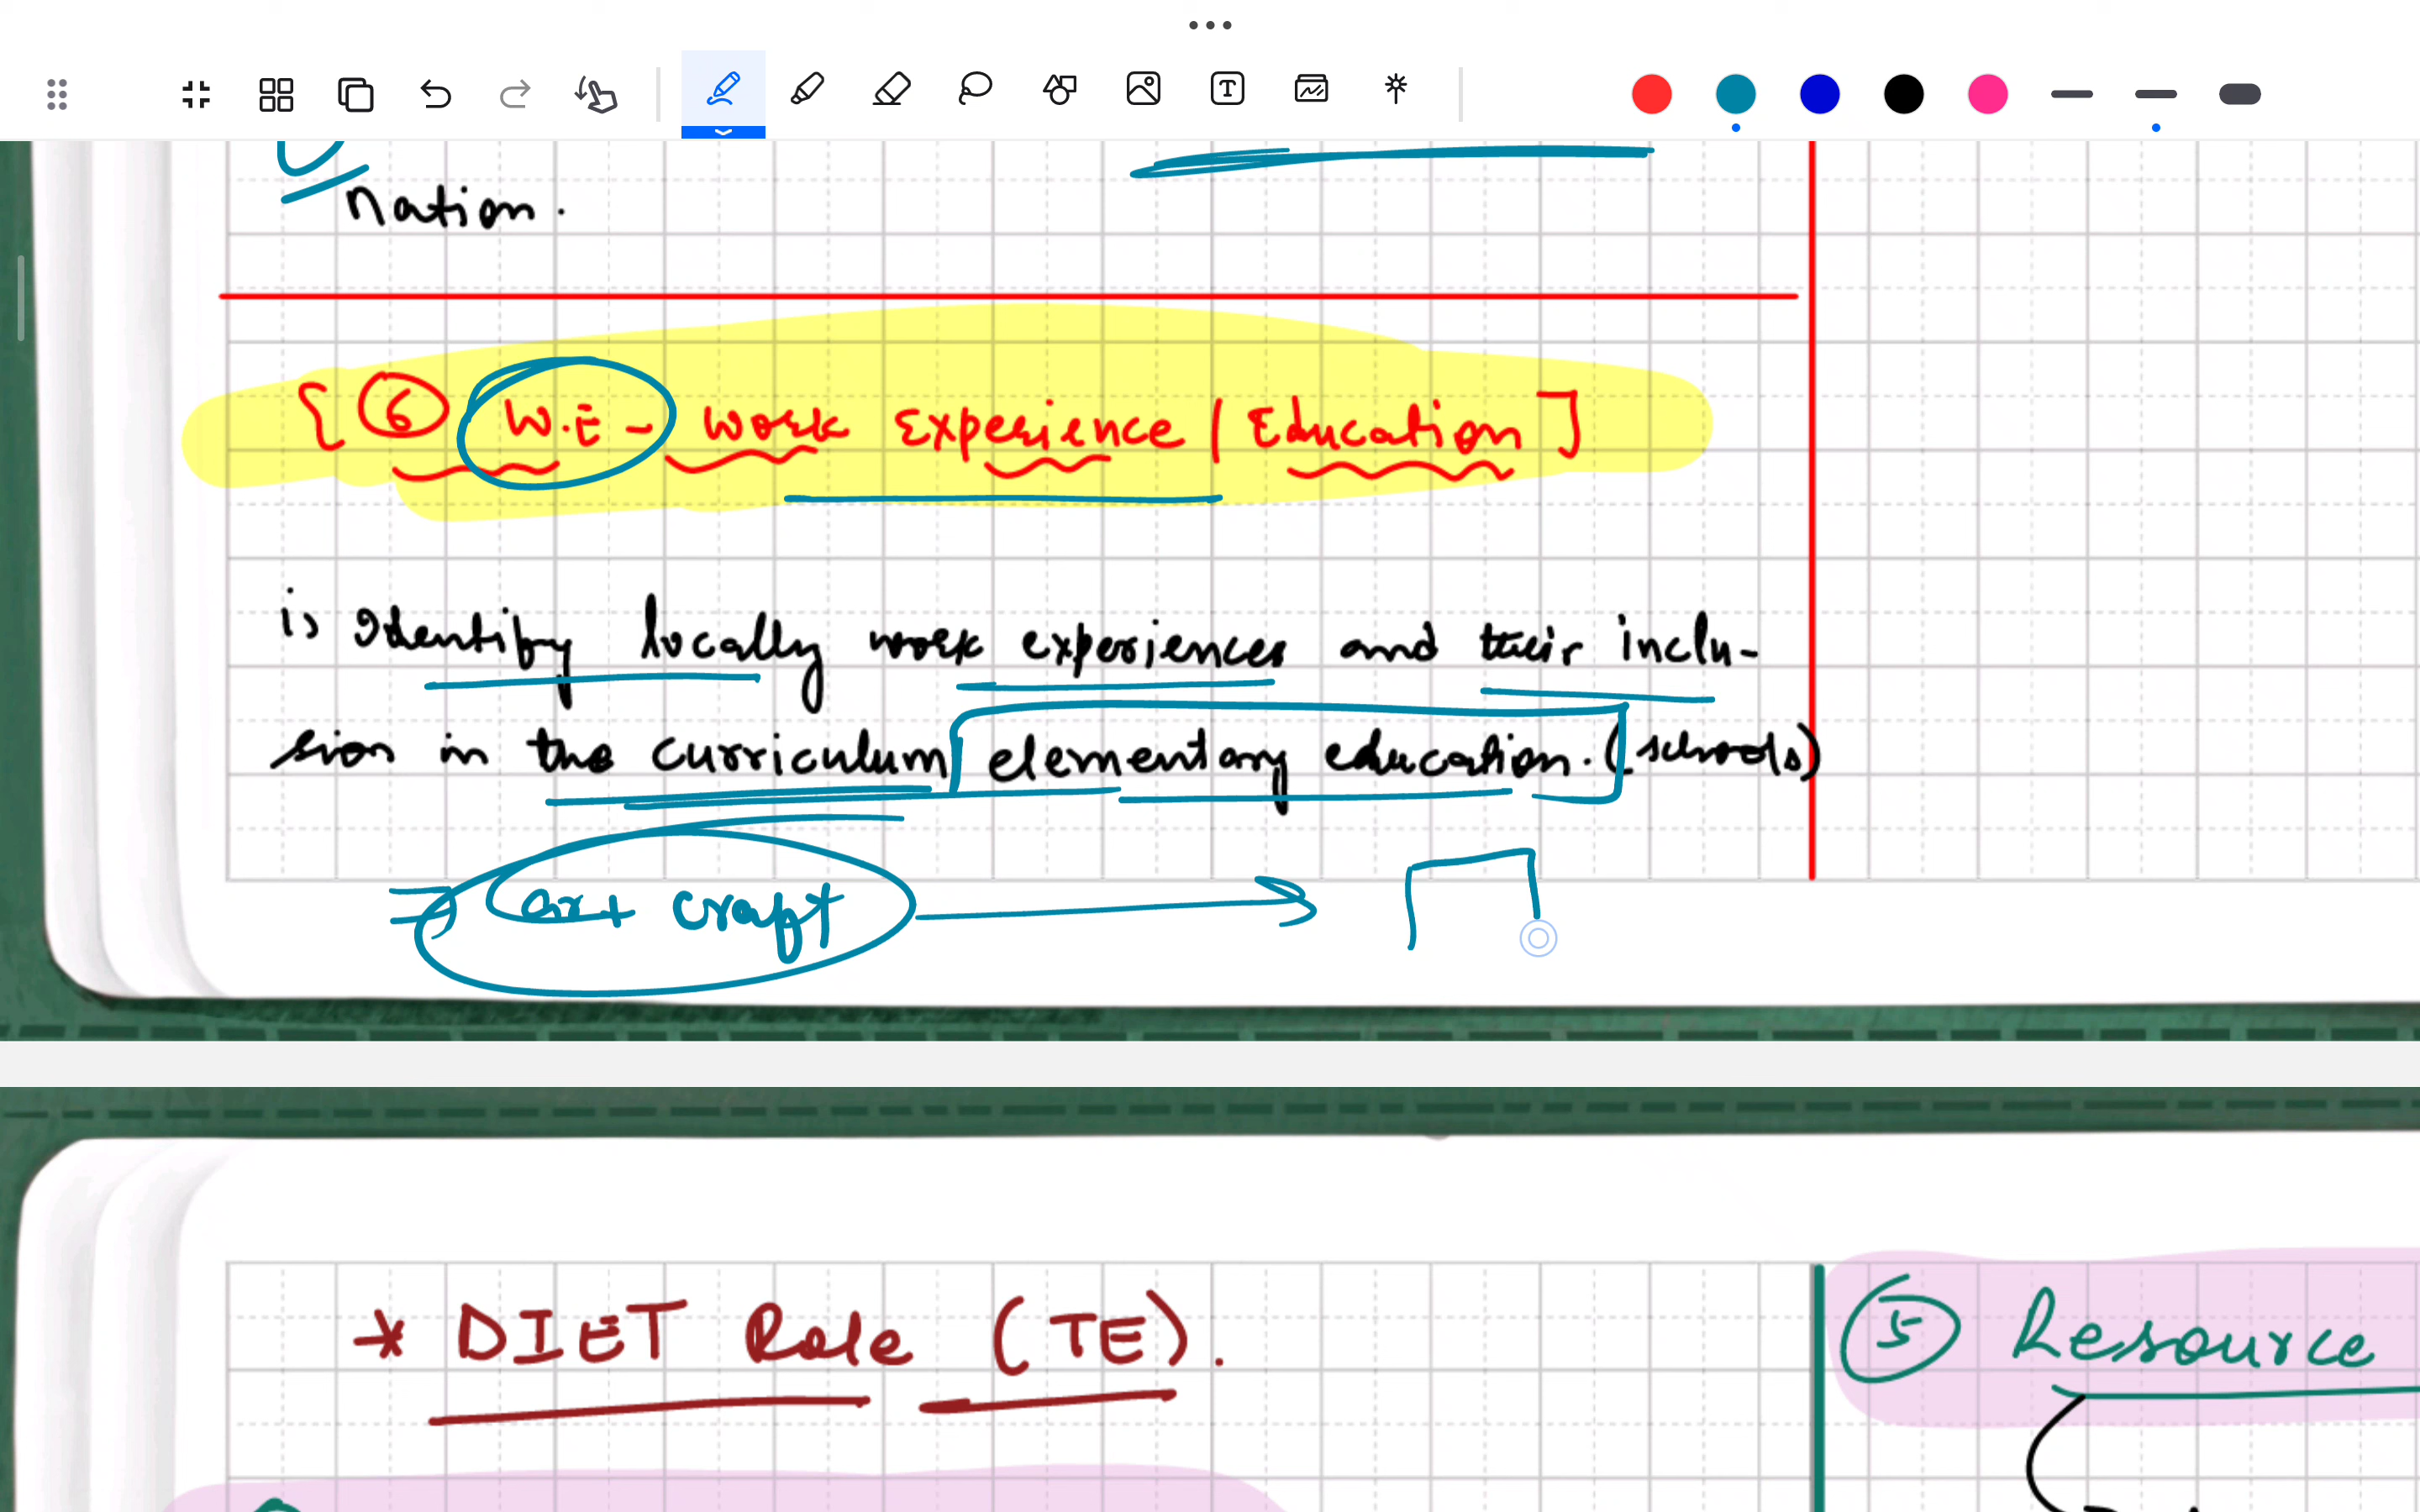 Nation.
{ ⑥ W.E - Work Experience | Education ]
is Identify locally work experiences and their inclu-
sion in the curriculum elementary education. (schools)
⇒ art craft →
* DIET Role (TE).
⑤ Resource